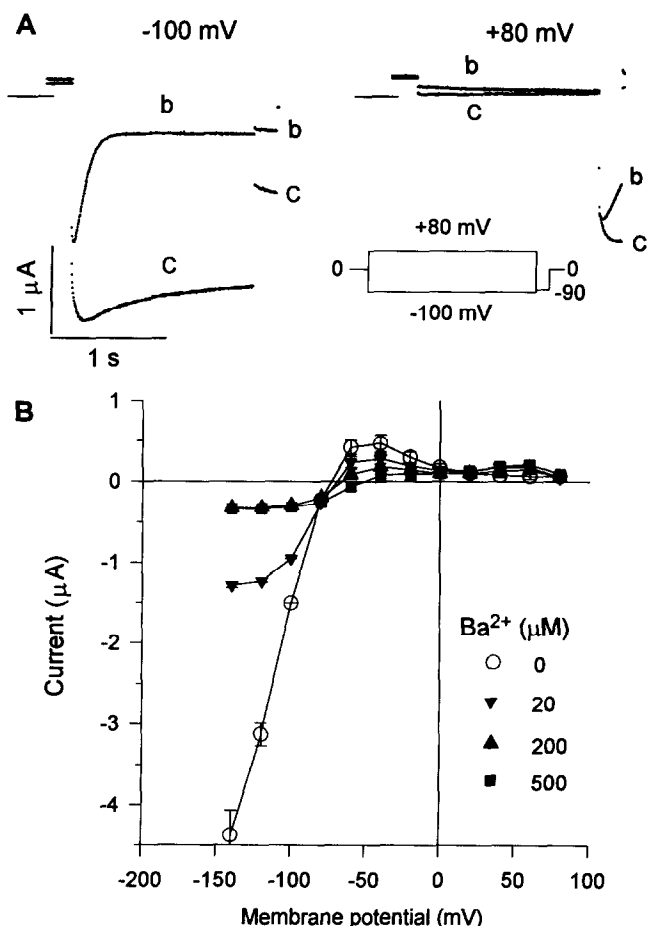 A
-100 mV
+80 mV
b
b
c
c
1 μA
1 s
b
c
b
c
+80 mV
0
0
-90
-100 mV
B
1
0
-1
-2
-3
-4
Current (μA)
Ba²⁺ (μM)
0
20
200
500
-200
-150
-100
-50
0
50
100
Membrane potential (mV)